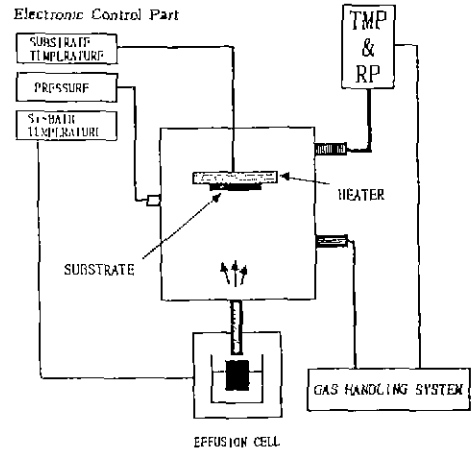 Electronic Control Part
SUBSTRATE
TEMPERATURE
PRESSURE
TEMPERATURE
TMP
&
RP
HEATER
SUBSTRATE
GAS HANDLING SYSTEM
EFFUSION CELL